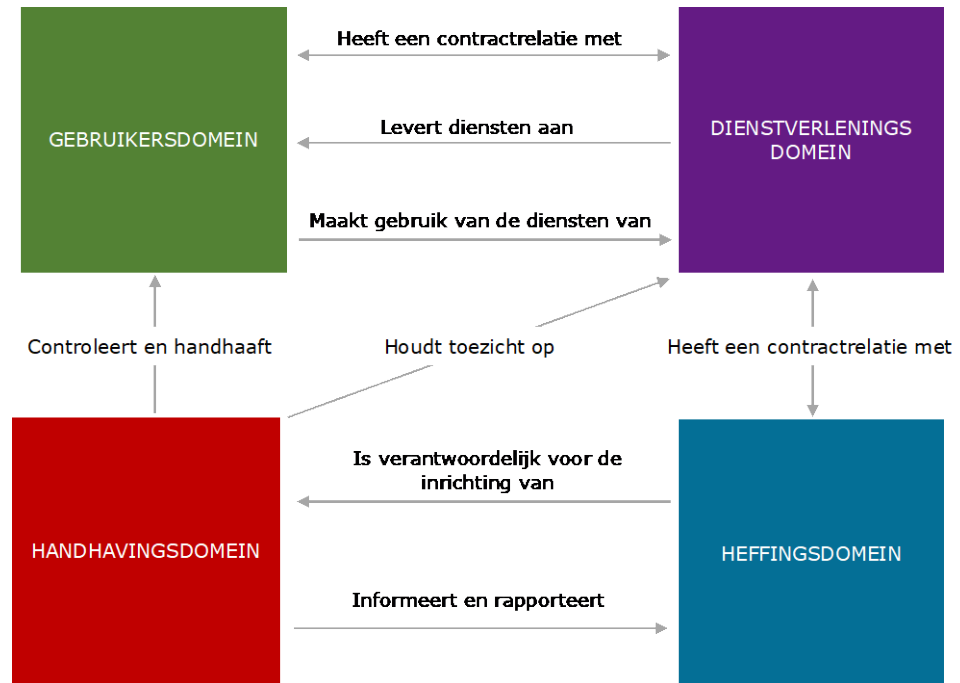 Heeft een contractrelatie met
GEBRUIKERSDOMEIN
Levert diensten aan
DIENSTVERLENINGS
DOMEIN
Maakt gebruik van de diensten van
Controleert en handhaaft
Houdt toezicht op
Heeft een contractrelatie met
Is verantwoordelijk voor de
inrichting van
HANDHAVINGSDOMEIN
HEFFINGSDOMEIN
Informeert en rapporteert